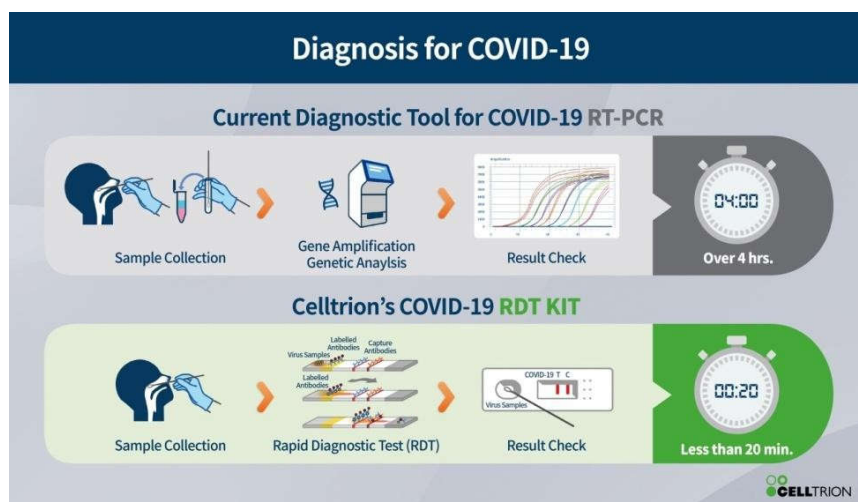 Diagnosis for COVID-19
Current Diagnostic Tool for COVID-19 RT-PCR
Sample Collection
Gene Amplification
Genetic Anaylsis
Result Check
04:00
Over 4 hrs.
Celltrion's COVID-19 RDT KIT
Sample Collection
Virus Samples
Labelled
Antibodies
Capture
Antibodies
Labelled
Antibodies
Rapid Diagnostic Test (RDT)
COVID-19 T C
Virus Samples
Result Check
00:20
Less than 20 min.
CELLTRION